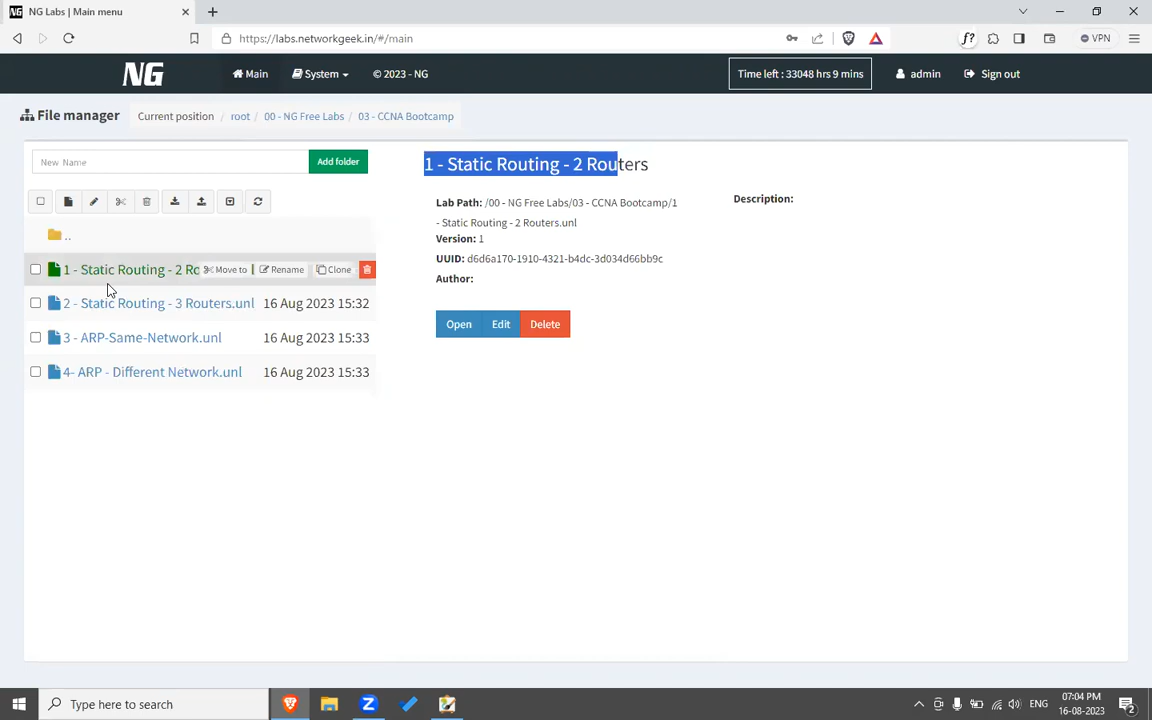 NG NG Labs | Main menu
https://labs.networkgeek.in/#/main
f?
VPN
NG
Main
System
© 2023 - NG
Time left : 33048 hrs 9 mins
admin
Sign out
File manager
Current position / root / 00 - NG Free Labs / 03 - CCNA Bootcamp
New Name
Add folder
1 - Static Routing - 2 Routers
Lab Path: /00 - NG Free Labs/03 - CCNA Bootcamp/1
- Static Routing - 2 Routers.unl
Version: 1
UUID: d6d6a170-1910-4321-b4dc-3d034d66bb9c
Author:
Description:
Open
Edit
Delete
..
1 - Static Routing - 2 Ro
Move to
Rename
Clone
2 - Static Routing - 3 Routers.unl 16 Aug 2023 15:32
3 - ARP-Same-Network.unl 16 Aug 2023 15:33
4- ARP - Different Network.unl 16 Aug 2023 15:33
Type here to search
Z
ENG
07:04 PM
16-08-2023
2